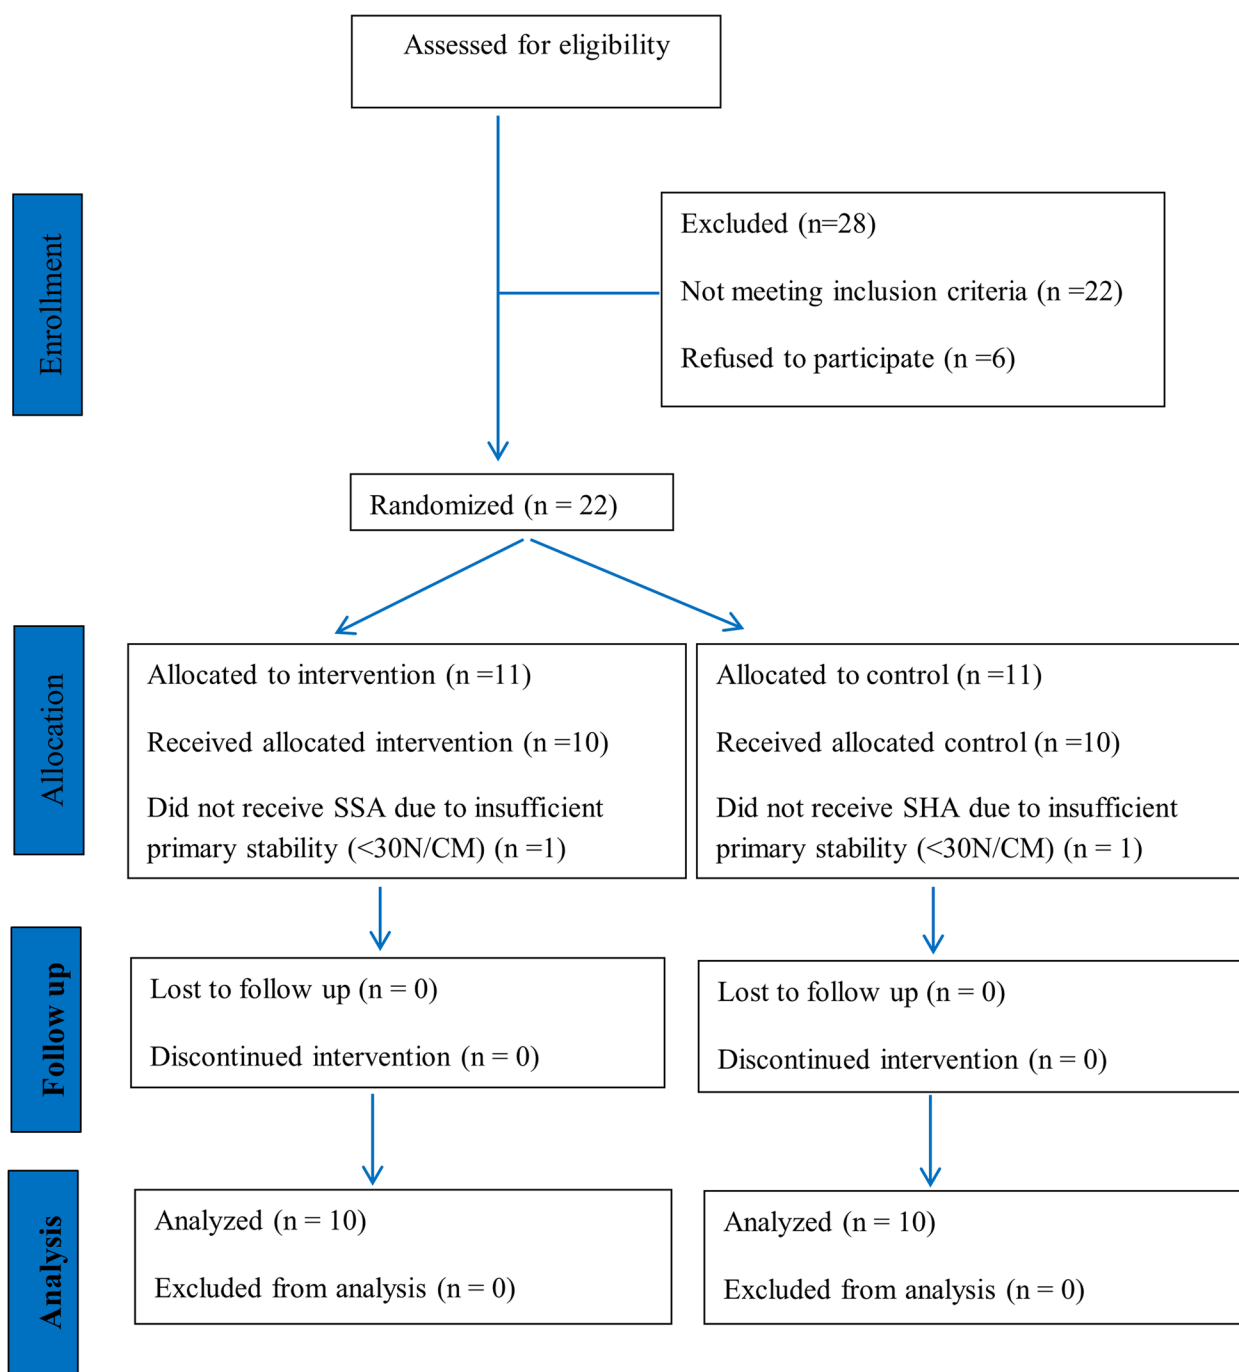 Assessed for eligibility
Enrollment
Excluded (n=28)
Not meeting inclusion criteria (n =22)
Refused to participate (n =6)
Randomized (n = 22)
Allocation
Allocated to intervention (n =11)
Received allocated intervention (n =10)
Did not receive SSA due to insufficient
primary stability (<30N/CM) (n =1)
Allocated to control (n =11)
Received allocated control (n =10)
Did not receive SHA due to insufficient
primary stability (<30N/CM) (n = 1)
Follow up
Lost to follow up (n = 0)
Discontinued intervention (n = 0)
Lost to follow up (n = 0)
Discontinued intervention (n = 0)
Analysis
Analyzed (n = 10)
Excluded from analysis (n = 0)
Analyzed (n = 10)
Excluded from analysis (n = 0)